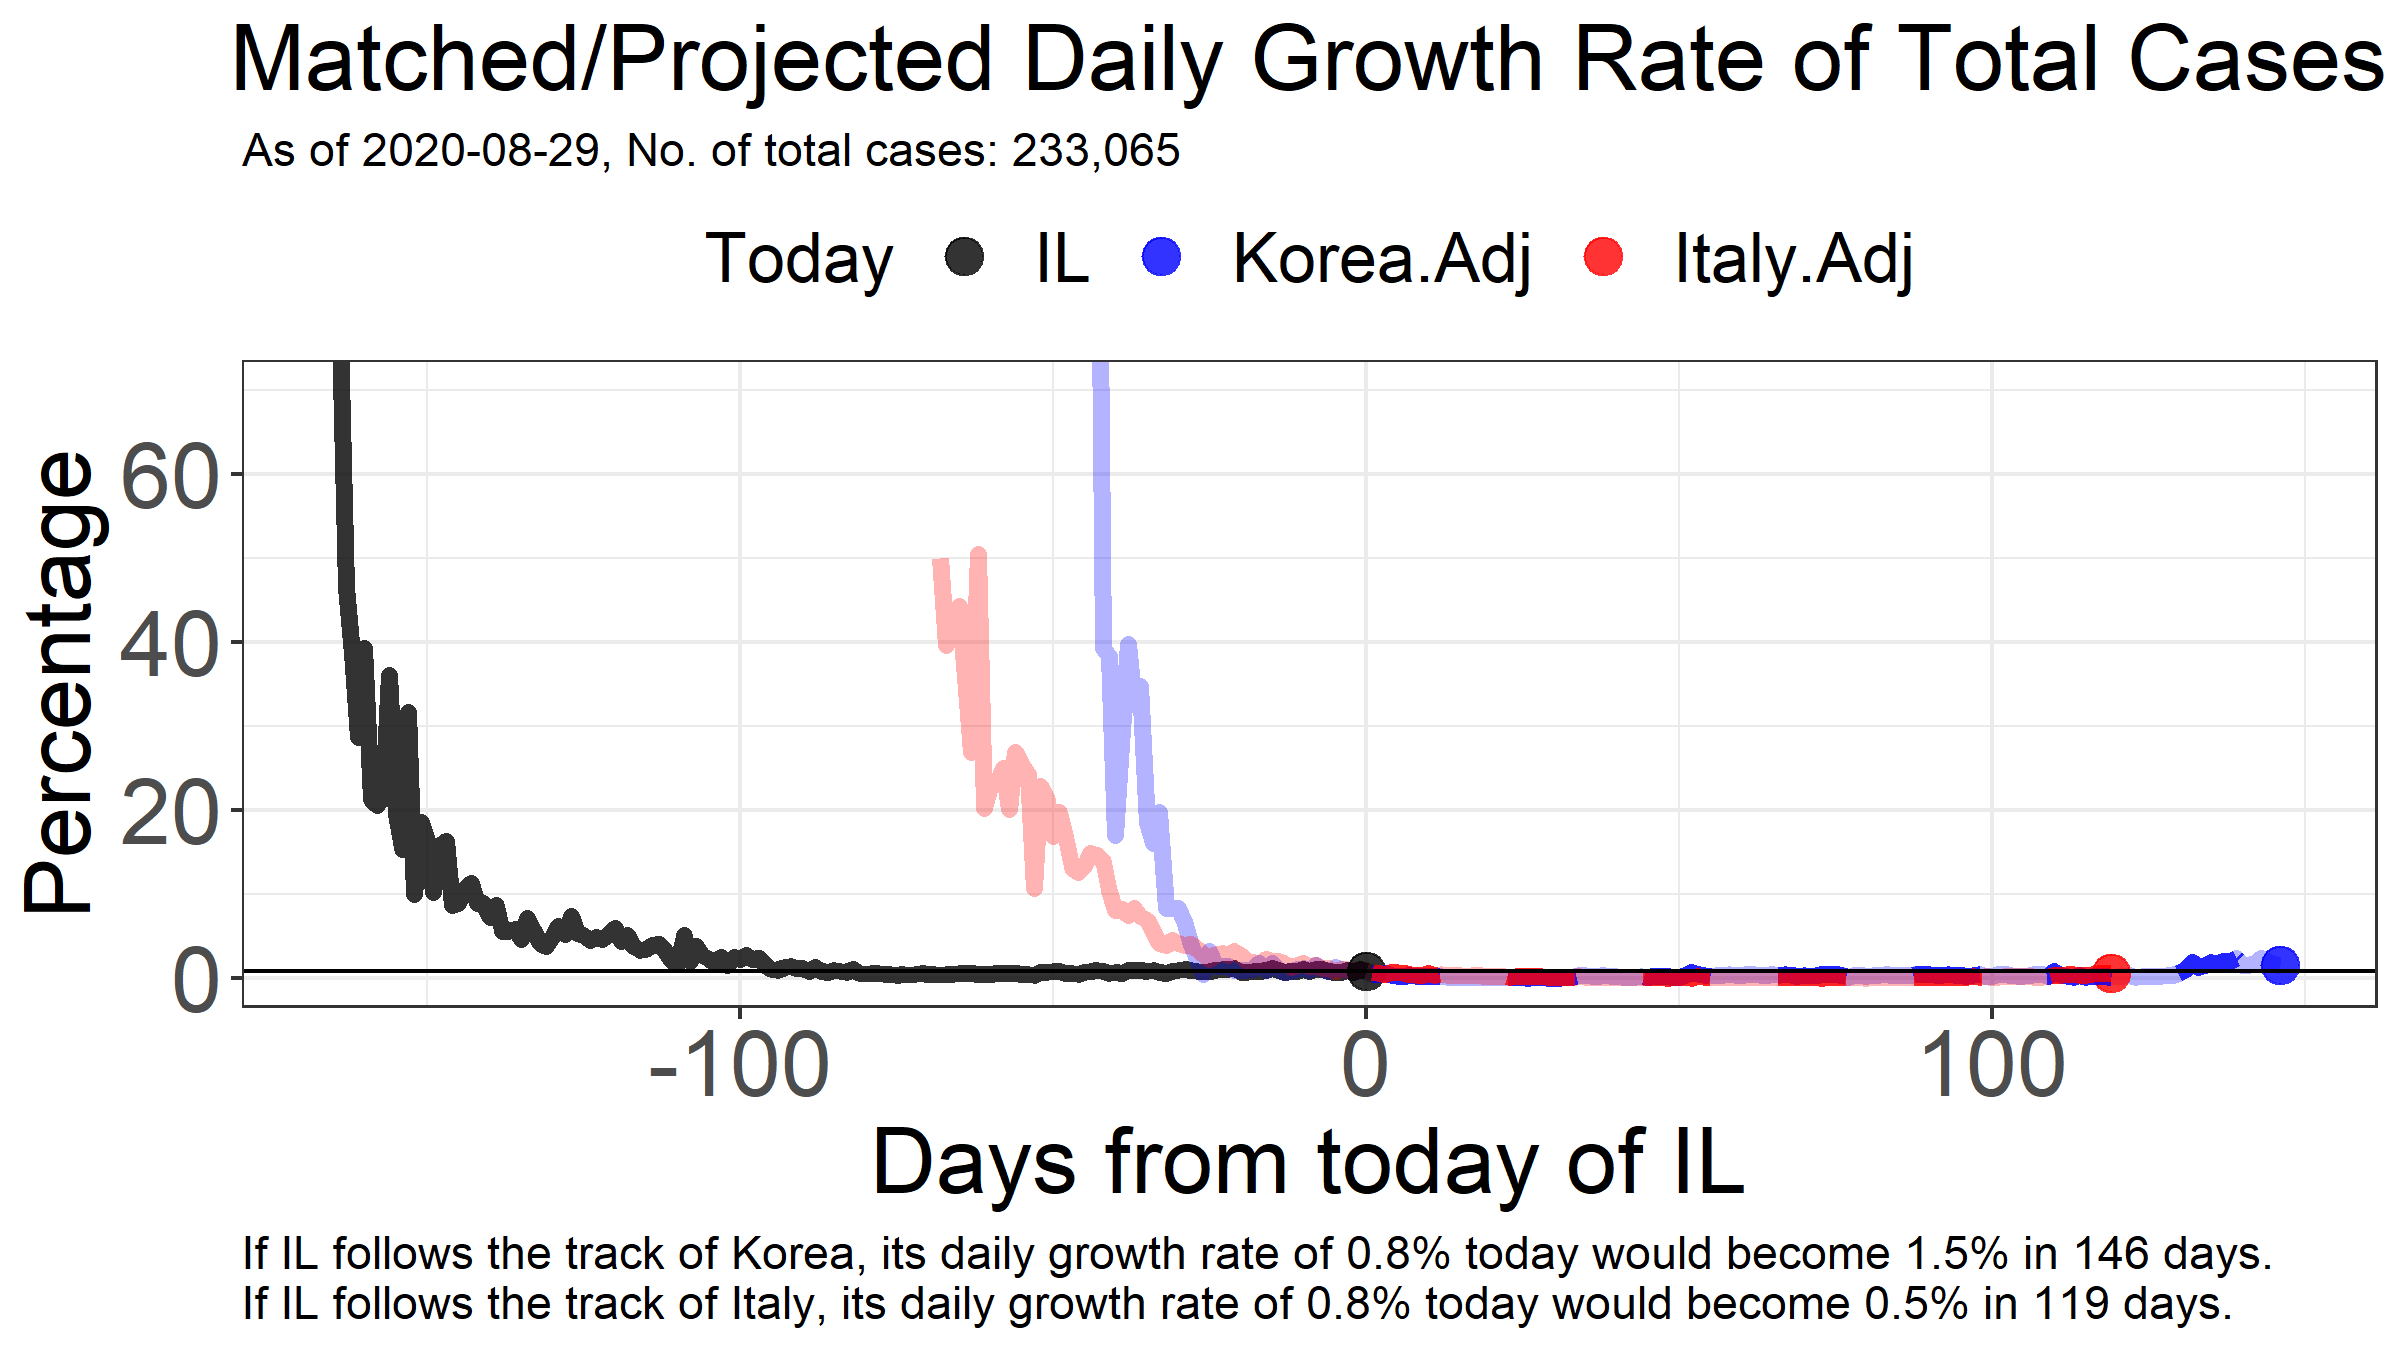 Matched/Projected Daily Growth Rate of Total Cases
As of 2020-08-29, No. of total cases: 233,065
Today IL Korea.Adj Italy.Adj
Percentage
60
40
20
0
-100 0 100
Days from today of IL
If IL follows the track of Korea, its daily growth rate of 0.8% today would become 1.5% in 146 days.
If IL follows the track of Italy, its daily growth rate of 0.8% today would become 0.5% in 119 days.